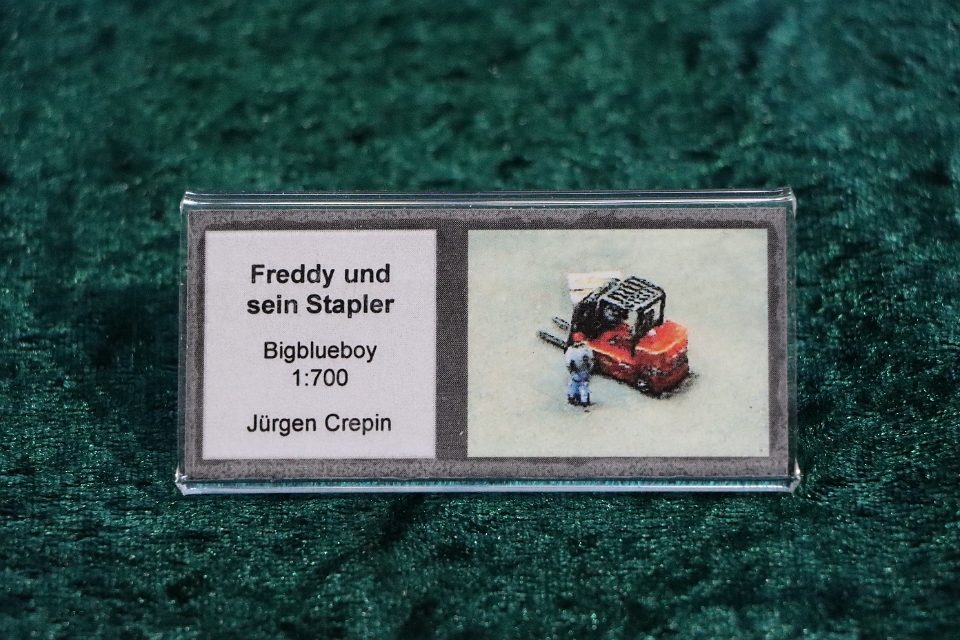 Freddy und
sein Stapler
Bigblueboy
1:700
Jürgen Crepin